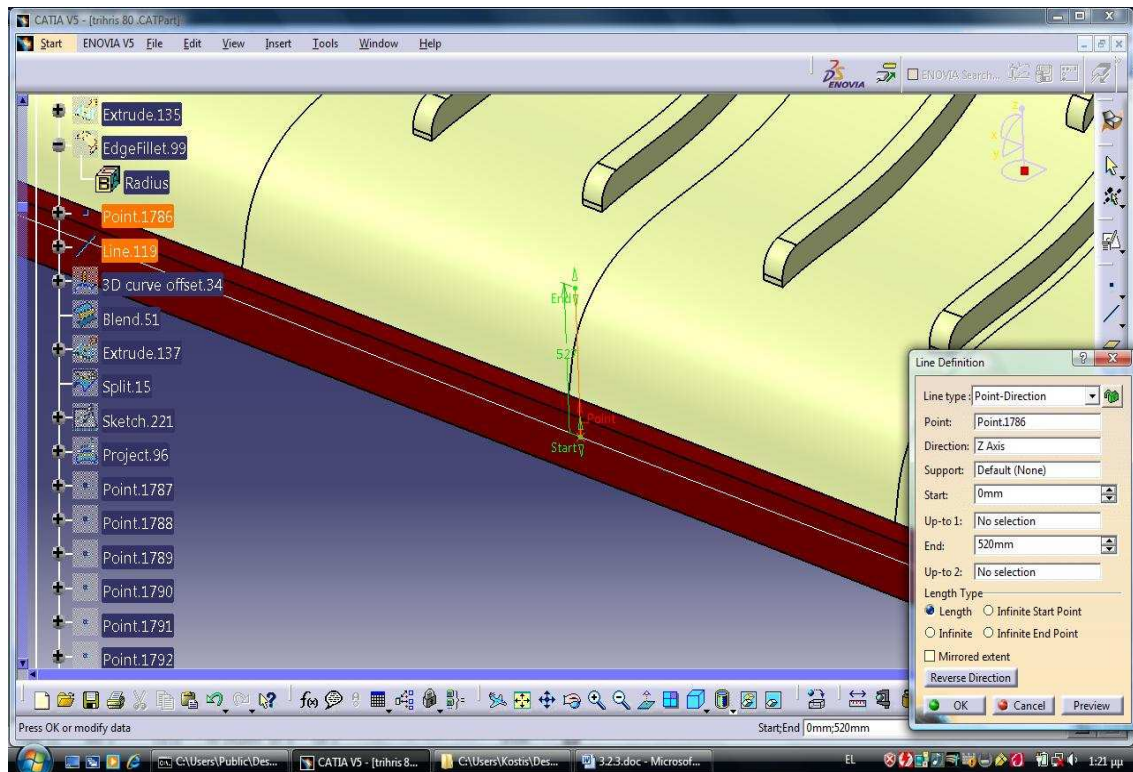 CATIA V5 - [trihris 80 .CATPart]
Start ENOVIA V5 File Edit View Insert Tools Window Help
ENOVIA
ENOVIA Search...
Extrude.135
EdgeFillet.99
Radius
Point.1786
Line.119
3D curve offset.34
Blend.51
Extrude.137
Split.15
Sketch.221
Project.96
Point.1787
Point.1788
Point.1789
Point.1790
Point.1791
Point.1792
z
x
y
End
Point
Start
Line Definition
Line type : Point-Direction
Point: Point.1786
Direction: Z Axis
Support: Default (None)
Start: 0mm
Up-to 1: No selection
End: 520mm
Up-to 2: No selection
Length Type
Length Infinite Start Point
Infinite Infinite End Point
Mirrored extent
Reverse Direction
OK Cancel Preview
f(x)
Press OK or modify data
Start;End 0mm;520mm
C:\Users\Public\Des...
CATIA V5 - [trihris 8...
C:\Users\Kostis\Des...
3.2.3.doc - Microsof...
EL
1:21 μμ